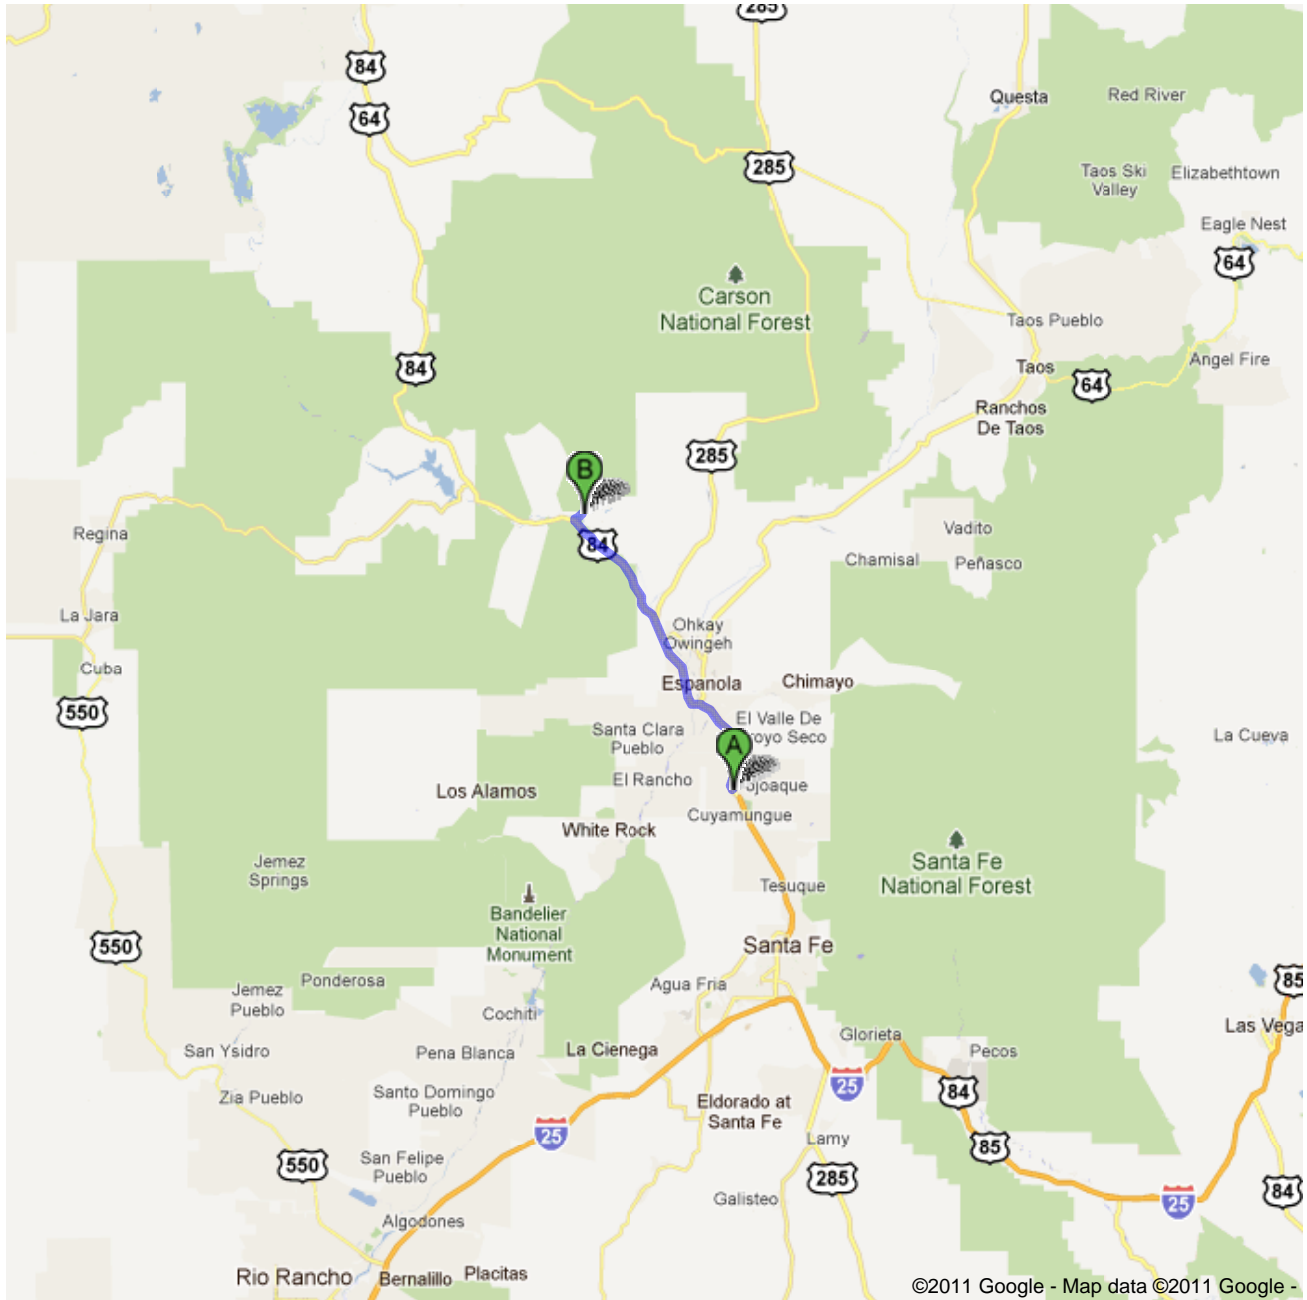 285
84
64
Questa
Red River
285
Taos Ski
Valley
Elizabethtown
Eagle Nest
64
Carson
National Forest
Taos Pueblo
84
Taos
64
Angel Fire
Ranchos
De Taos
285
B
Regina
84
Vadito
Chamisal
Peñasco
La Jara
Ohkay
Owingeh
Cuba
Espanola
Chimayo
550
Santa Clara
Pueblo
El Valle De
royo Seco
La Cueva
A
El Rancho
ojoaque
Los Alamos
Cuyamungue
White Rock
Jemez
Springs
Santa Fe
National Forest
Tesuque
Bandelier
National
Monument
550
Santa Fe
Ponderosa
Jemez
Pueblo
Agua Fria
85
Cochiti
Las Vega
Glorieta
San Ysidro
Pena Blanca
La Cienega
Pecos
Zia Pueblo
Santo Domingo
Pueblo
25
84
Eldorado at
Santa Fe
25
Lamy
85
550
San Felipe
Pueblo
285
Galisteo
25
84
Algodones
Rio Rancho
Bernalillo
Placitas
©2011 Google - Map data ©2011 Google -